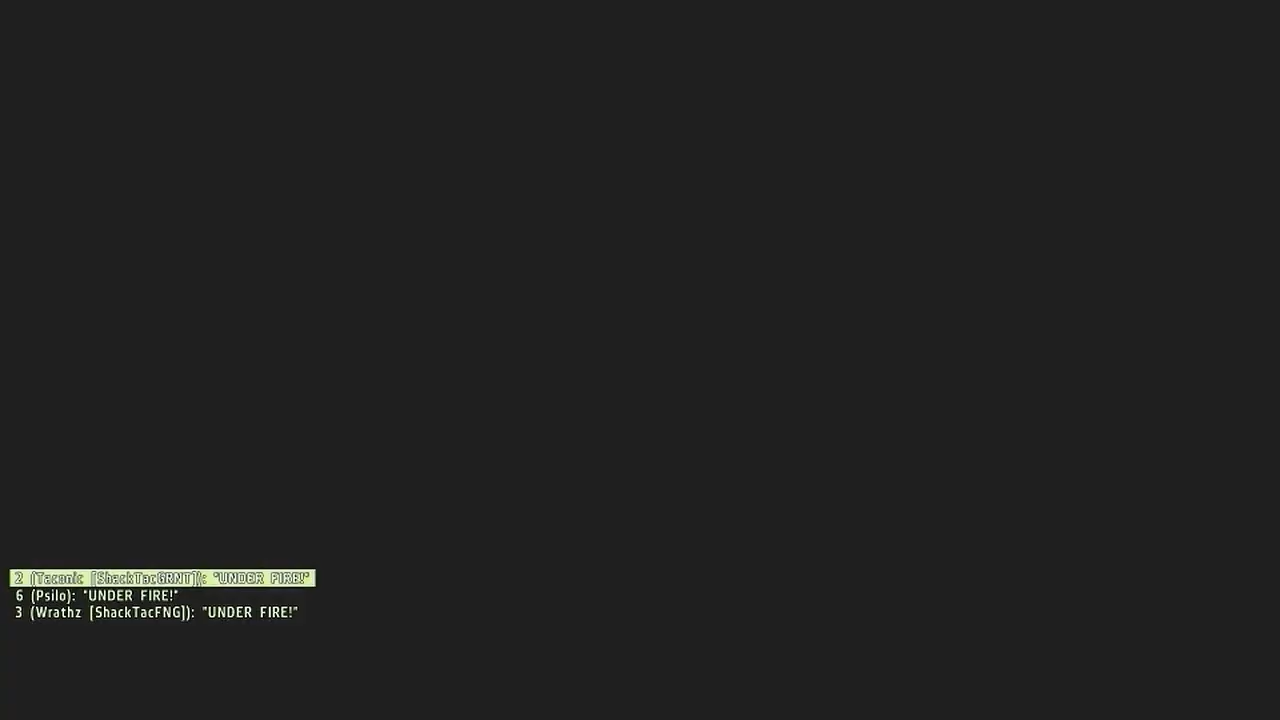 2 (Taconic [ShackTacGRNT]): "UNDER FIRE!"
6 (Psilo): "UNDER FIRE!"
3 (Wrathz [ShackTacFNG]): "UNDER FIRE!"